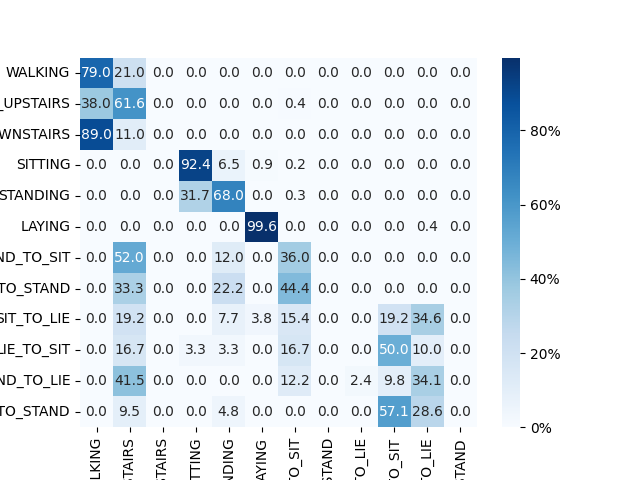 WALKING 79.0 21.0 0.0 0.0 0.0 0.0 0.0 0.0 0.0 0.0 0.0 0.0
_UPSTAIRS 38.0 61.6 0.0 0.0 0.0 0.0 0.4 0.0 0.0 0.0 0.0 0.0
WNSTAIRS 89.0 11.0 0.0 0.0 0.0 0.0 0.0 0.0 0.0 0.0 0.0 0.0
SITTING 0.0 0.0 0.0 92.4 6.5 0.9 0.2 0.0 0.0 0.0 0.0 0.0
STANDING 0.0 0.0 0.0 31.7 68.0 0.0 0.3 0.0 0.0 0.0 0.0 0.0
LAYING 0.0 0.0 0.0 0.0 0.0 99.6 0.0 0.0 0.0 0.0 0.4 0.0
ND_TO_SIT 0.0 52.0 0.0 0.0 12.0 0.0 36.0 0.0 0.0 0.0 0.0 0.0
TO_STAND 0.0 33.3 0.0 0.0 22.2 0.0 44.4 0.0 0.0 0.0 0.0 0.0
SIT_TO_LIE 0.0 19.2 0.0 0.0 7.7 3.8 15.4 0.0 0.0 19.2 34.6 0.0
LIE_TO_SIT 0.0 16.7 0.0 3.3 3.3 0.0 16.7 0.0 0.0 50.0 10.0 0.0
ND_TO_LIE 0.0 41.5 0.0 0.0 0.0 0.0 12.2 0.0 2.4 9.8 34.1 0.0
TO_STAND 0.0 9.5 0.0 0.0 4.8 0.0 0.0 0.0 0.0 57.1 28.6 0.0
LKING
STAIRS
STAIRS
TTING
NDING
AYING
TO_SIT
STAND
TO_LIE
TO_SIT
TO_LIE
STAND
80%
60%
40%
20%
0%